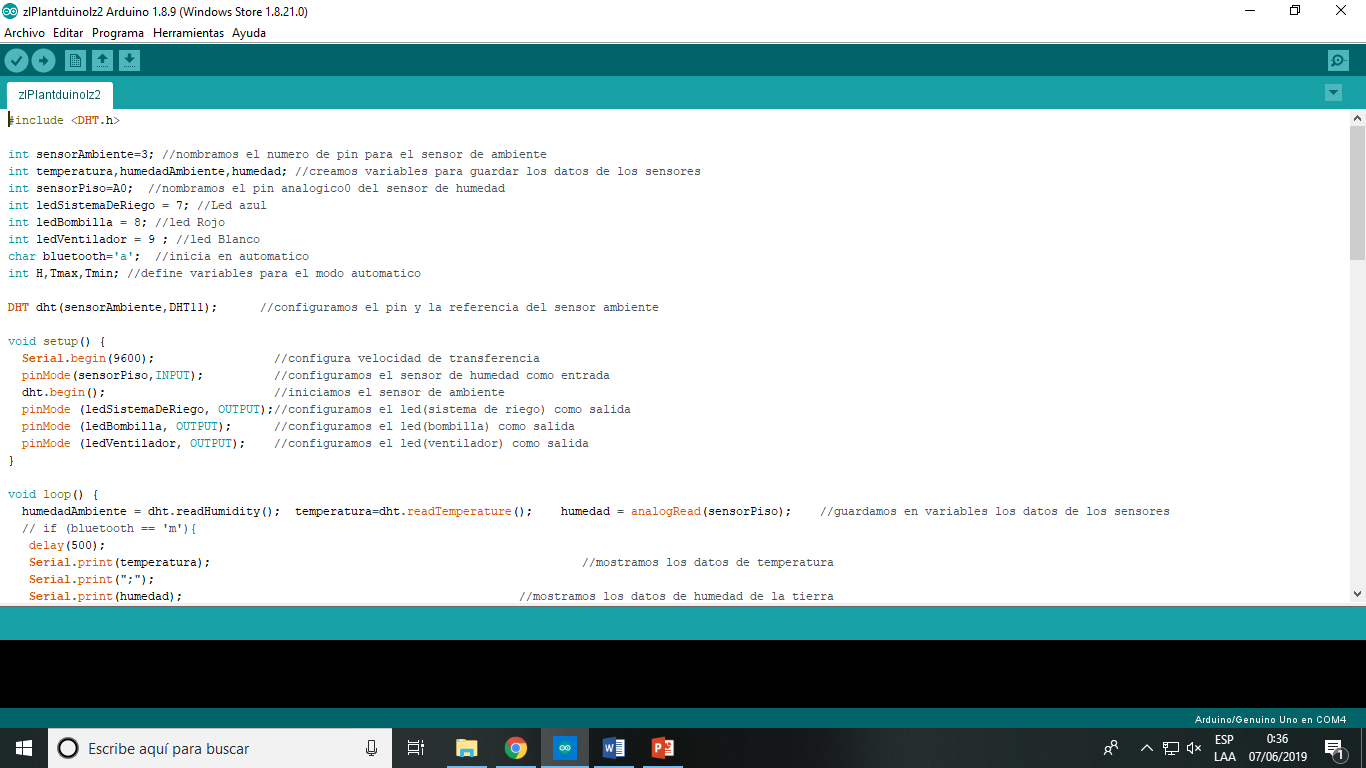 zlPlantduinolz2 Arduino 1.8.9 (Windows Store 1.8.21.0)
Archivo Editar Programa Herramientas Ayuda
zlPlantduinolz2
#include <DHT.h>
int sensorAmbiente=3; //nombramos el numero de pin para el sensor de ambiente
int temperatura,humedadAmbiente,humedad; //creamos variables para guardar los datos de los sensores
int sensorPiso=A0;  //nombramos el pin analogico0 del sensor de humedad
int ledSistemaDeRiego = 7; //Led azul
int ledBombilla = 8; //led Rojo
int ledVentilador = 9 ; //led Blanco
char bluetooth='a';  //inicia en automatico
int H,Tmax,Tmin; //define variables para el modo automatico
DHT dht(sensorAmbiente,DHT11);      //configuramos el pin y la referencia del sensor ambiente
void setup() {
  Serial.begin(9600);                 //configura velocidad de transferencia
  pinMode(sensorPiso,INPUT);          //configuramos el sensor de humedad como entrada
  dht.begin();                        //iniciamos el sensor de ambiente
  pinMode (ledSistemaDeRiego, OUTPUT);//configuramos el led(sistema de riego) como salida
  pinMode (ledBombilla, OUTPUT);      //configuramos el led(bombilla) como salida
  pinMode (ledVentilador, OUTPUT);    //configuramos el led(ventilador) como salida
}
void loop() {
  humedadAmbiente = dht.readHumidity();  temperatura=dht.readTemperature();    humedad = analogRead(sensorPiso);    //guardamos en variables los datos de los sensores
  // if (bluetooth == 'm'){
   delay(500);
   Serial.print(temperatura);                                                     //mostramos los datos de temperatura
   Serial.print(";");
   Serial.print(humedad);                                                //mostramos los datos de humedad de la tierra
Arduino/Genuino Uno en COM4
Escribe aquí para buscar
ESP
LAA
0:36
07/06/2019
1